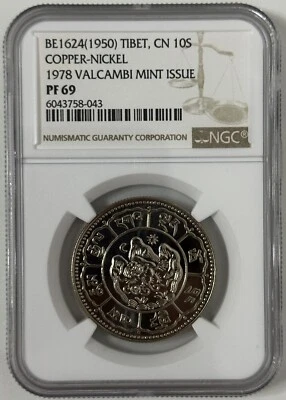 BE1624(1950) TIBET, CN 10S
COPPER-NICKEL
1978 VALCAMBI MINT ISSUE
PF 69
6043758-043
NUMISMATIC GUARANTY CORPORATION
NGC